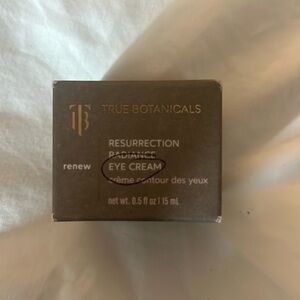 TB
TRUE BOTANICALS
RESURRECTION
RADIANCE
renew EYE CREAM
crème contour des yeux
net wt. 0.5 fl oz | 15 mL